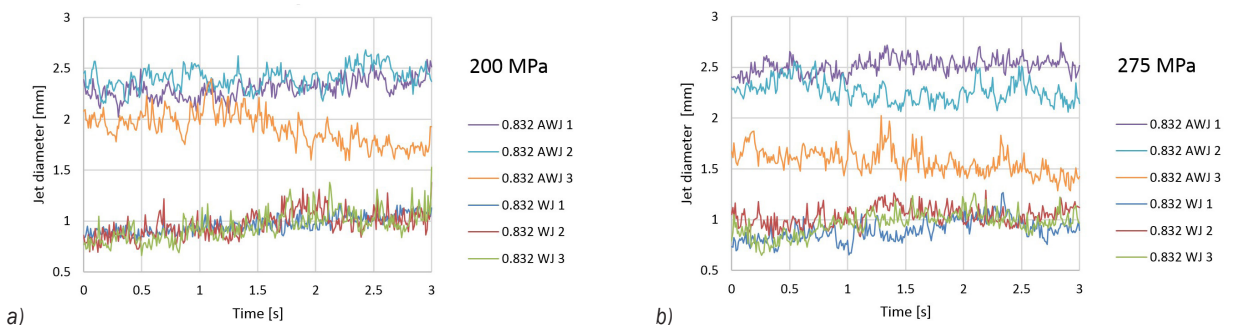 3
2.5
2
1.5
1
0.5
Jet diameter [mm]
0 0.5 1 1.5 2 2.5 3
Time [s]
200 MPa
0.832 AWJ 1
0.832 AWJ 2
0.832 AWJ 3
0.832 WJ 1
0.832 WJ 2
0.832 WJ 3
a)
3
2.5
2
1.5
1
0.5
Jet diameter [mm]
0 0.5 1 1.5 2 2.5 3
Time [s]
275 MPa
0.832 AWJ 1
0.832 AWJ 2
0.832 AWJ 3
0.832 WJ 1
0.832 WJ 2
0.832 WJ 3
b)